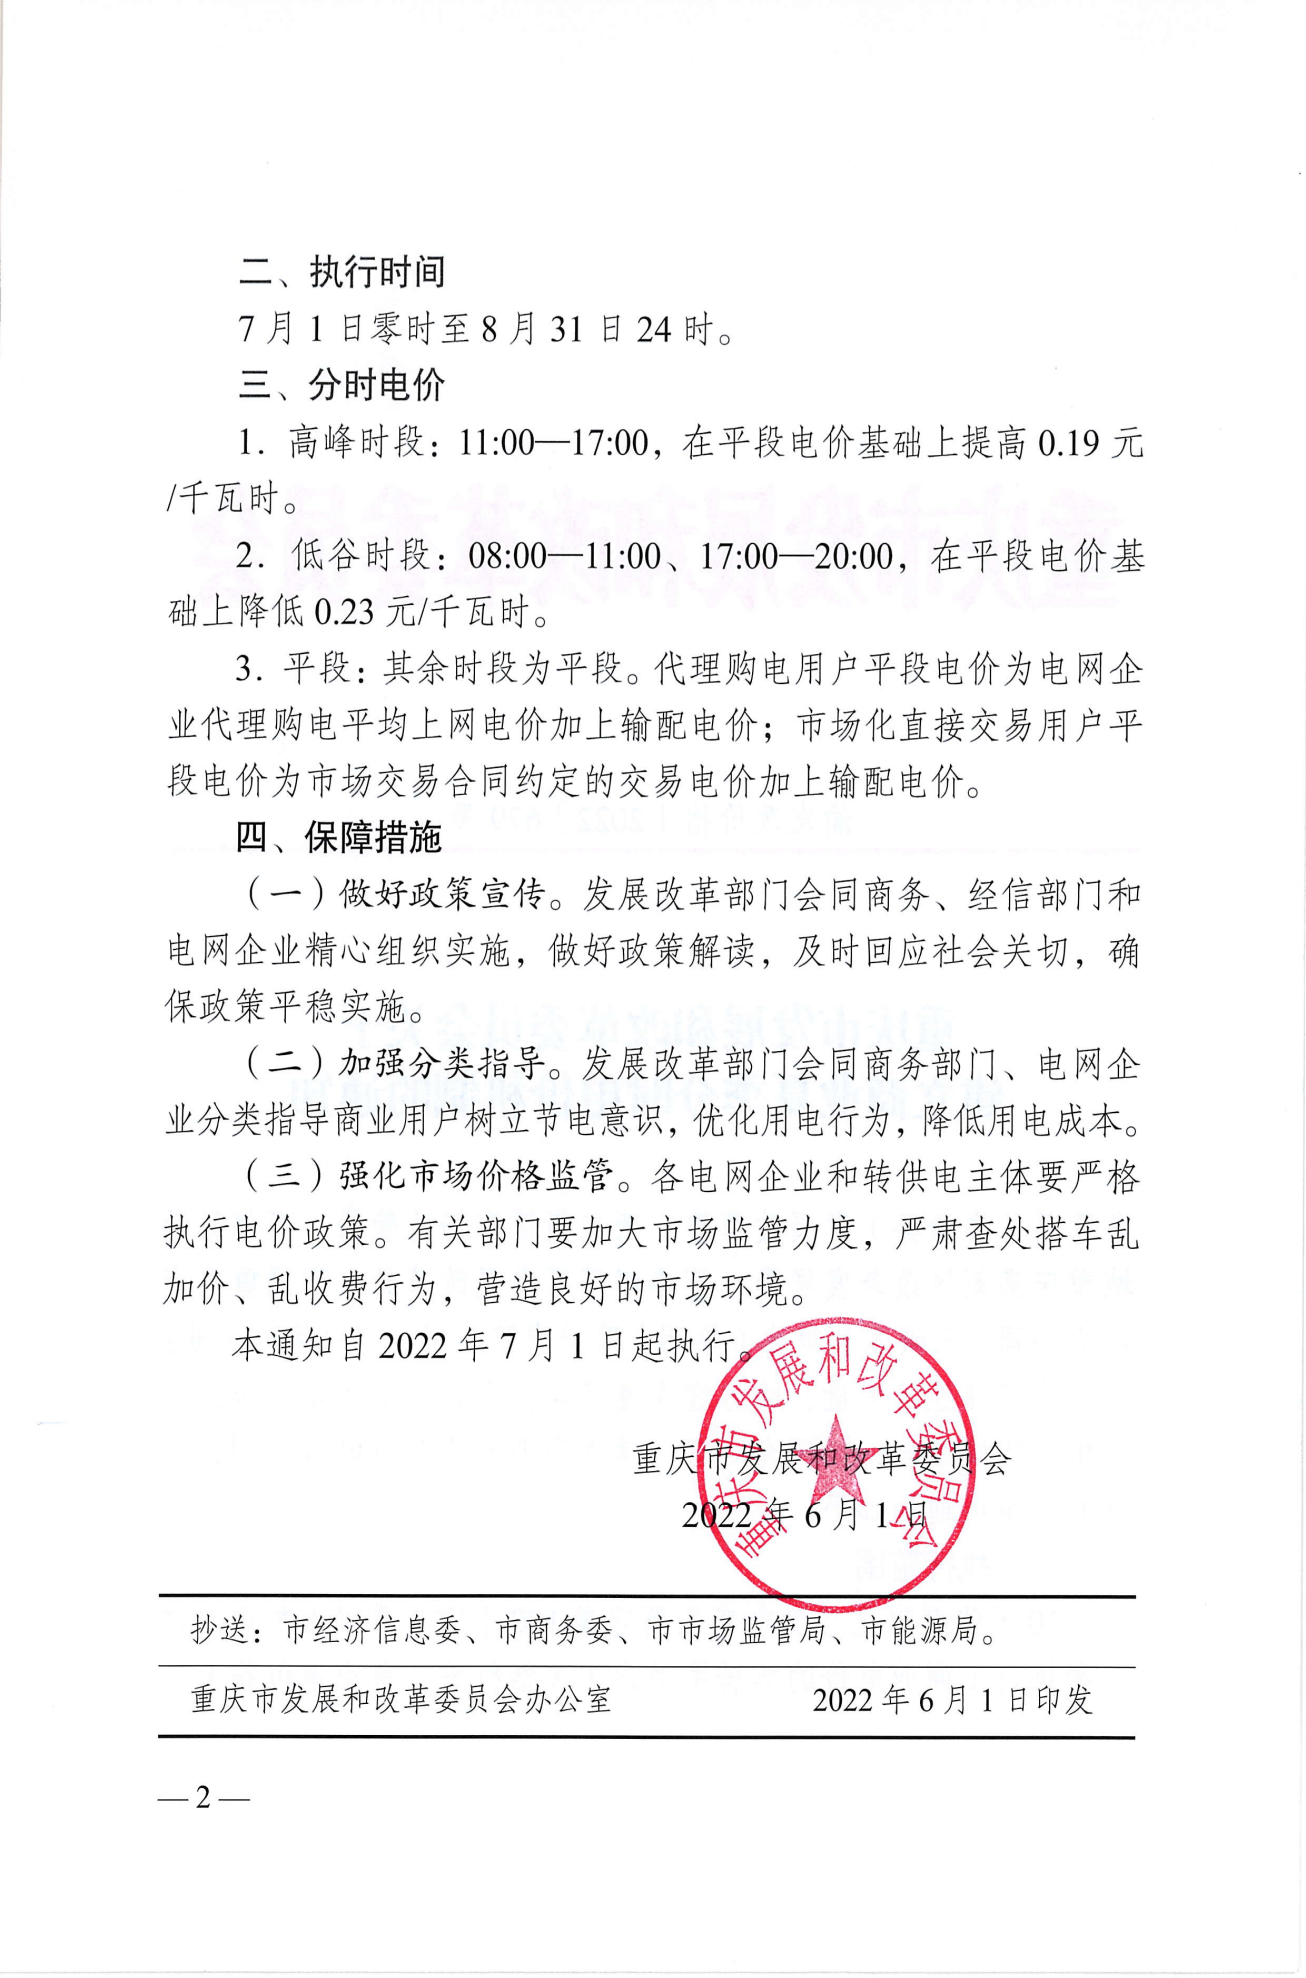 二、执行时间
7月1日零时至8月31日24时。
三、分时电价
1. 高峰时段：11:00—17:00，在平段电价基础上提高0.19元
/千瓦时。
2. 低谷时段：08:00—11:00、17:00—20:00，在平段电价基
础上降低0.23元/千瓦时。
3. 平段：其余时段为平段。代理购电用户平段电价为电网企
业代理购电平均上网电价加上输配电价；市场化直接交易用户平
段电价为市场交易合同约定的交易电价加上输配电价。
四、保障措施
（一）做好政策宣传。发展改革部门会同商务、经信部门和
电网企业精心组织实施，做好政策解读，及时回应社会关切，确
保政策平稳实施。
（二）加强分类指导。发展改革部门会同商务部门、电网企
业分类指导商业用户树立节电意识，优化用电行为，降低用电成本。
（三）强化市场价格监管。各电网企业和转供电主体要严格
执行电价政策。有关部门要加大市场监管力度，严肃查处搭车乱
加价、乱收费行为，营造良好的市场环境。
本通知自2022年7月1日起执行。
重庆市发展和改革委员会
重庆市发展和改革委员会
2022年6月1日
抄送：市经济信息委、市商务委、市市场监管局、市能源局。
重庆市发展和改革委员会办公室 2022年6月1日印发
—2—